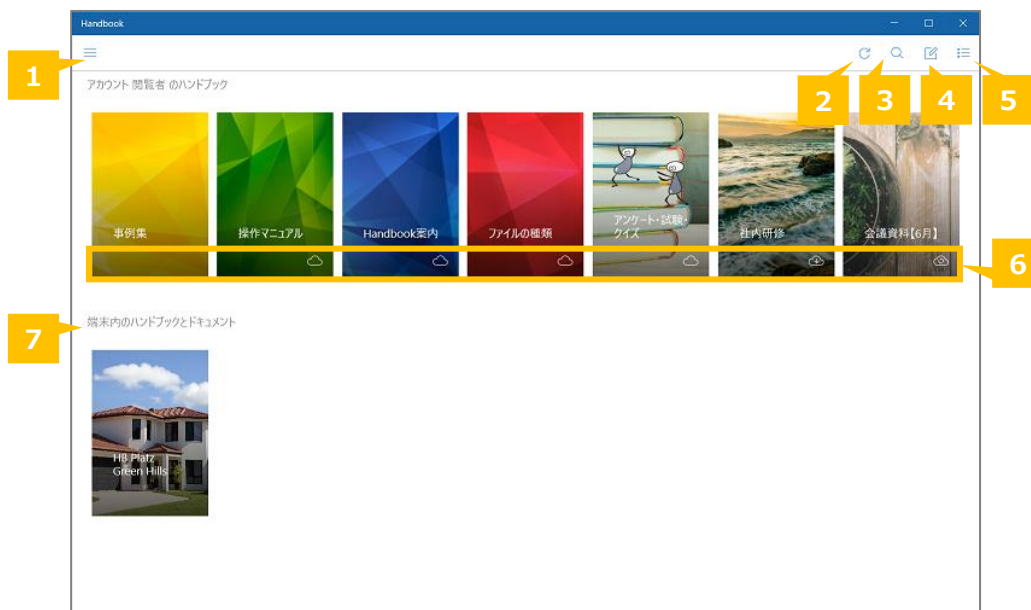 Handbook
1
2
3
4
5
アカウント 閲覧者 のハンドブック
事例集
操作マニュアル
Handbook案内
ファイルの種類
アンケート・試験・
クイズ
社内研修
会議資料【6月】
6
7
端末内のハンドブックとドキュメント
HB Platz
Green Hills